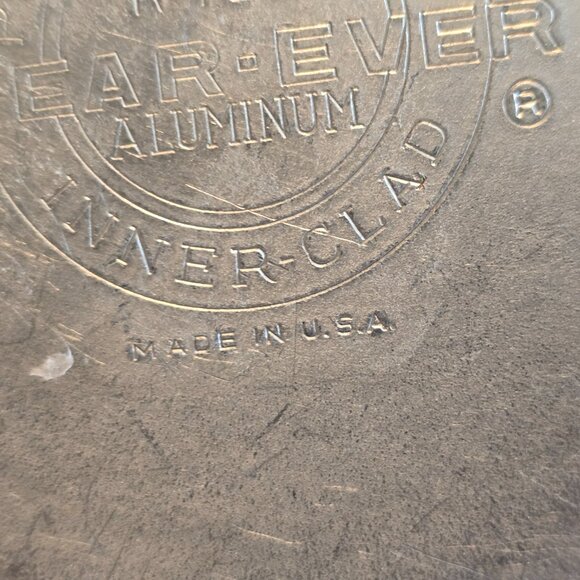 EAR-EVER ®
ALUMINUM
INNER-CLAD
MADE IN U.S.A.